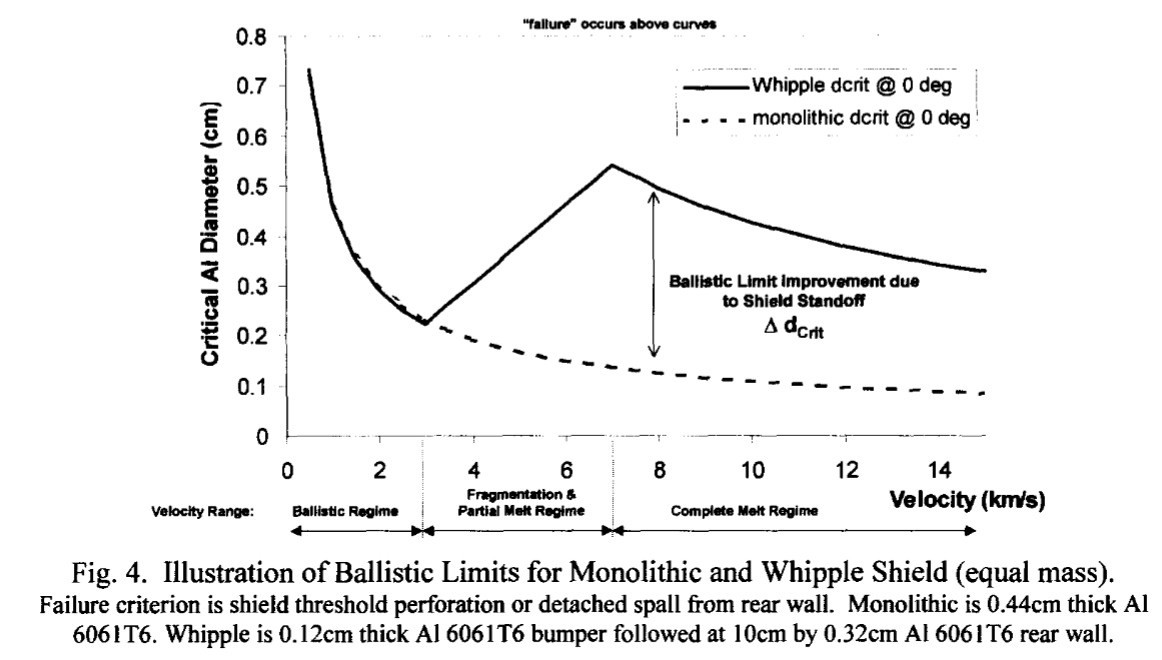 "failure" occurs above curves
0.8
0.7
0.6
0.5
0.4
0.3
0.2
0.1
0
Critical Al Diameter (cm)
Whipple dcrit @ 0 deg
monolithic dcrit @ 0 deg
Ballistic Limit Improvement due
to Shield Standoff
Δ dCrit
0 2 4 6 8 10 12 14
Velocity (km/s)
Velocity Range: Ballistic Regime
Fragmentation &
Partial Melt Regime
Complete Melt Regime
Fig. 4. Illustration of Ballistic Limits for Monolithic and Whipple Shield (equal mass).
Failure criterion is shield threshold perforation or detached spall from rear wall. Monolithic is 0.44cm thick Al
6061T6. Whipple is 0.12cm thick Al 6061T6 bumper followed at 10cm by 0.32cm Al 6061T6 rear wall.